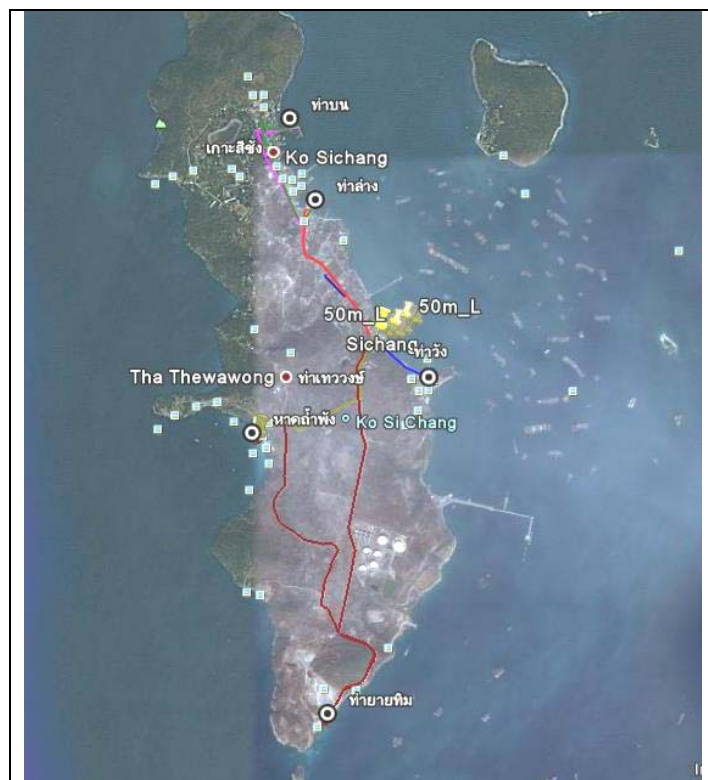 ท่าบน
เกาะสีชัง
Ko Sichang
ท่าล่าง
50m_L
50m_L
Sichang
ท่าวัง
Tha Thewawong
ท่าเทววงษ์
หาดถ้ำพัง
Ko Si Chang
ท่ายายทิม